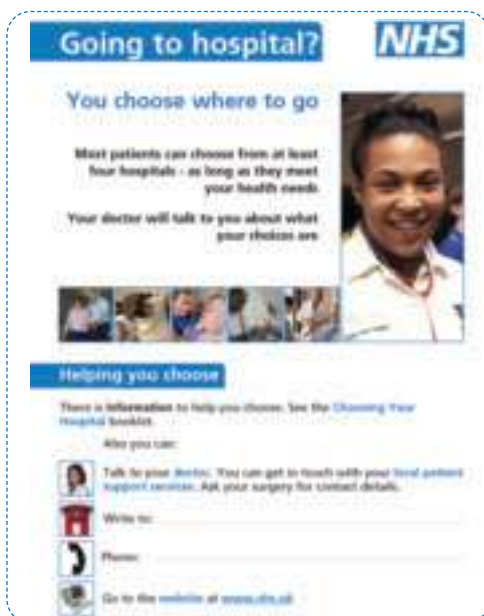 Going to hospital?
NHS
You choose where to go
Most patients can choose from at least
four hospitals - as long as they meet
your health needs
Your doctor will talk to you about what
your choices are
Helping you choose
There is information to help you choose. See the Choosing Your
Hospital booklet.
Also you can:
Talk to your doctor. You can get in touch with your local patient
support services. Ask your surgery for contact details.
Write to:
Phone:
Go to the website at www.nhs.uk